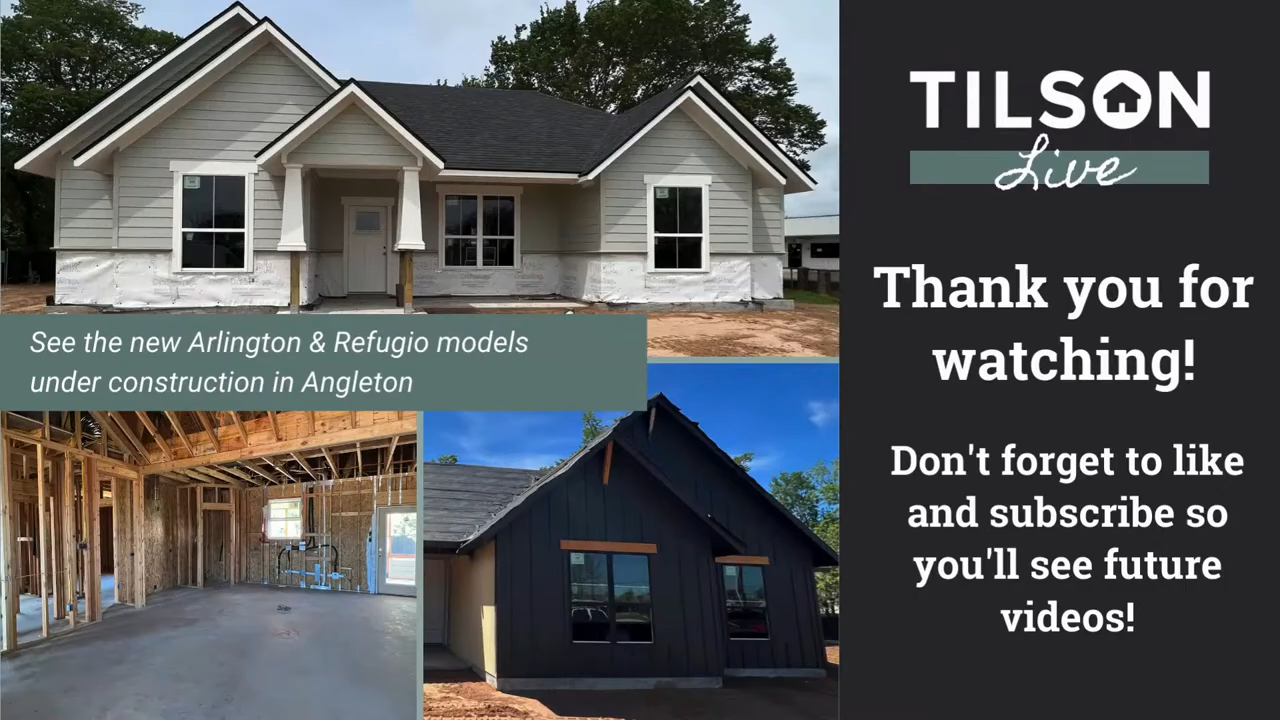 TILSON
Live
Thank you for
watching!
See the new Arlington & Refugio models
under construction in Angleton
Don't forget to like
and subscribe so
you'll see future
videos!